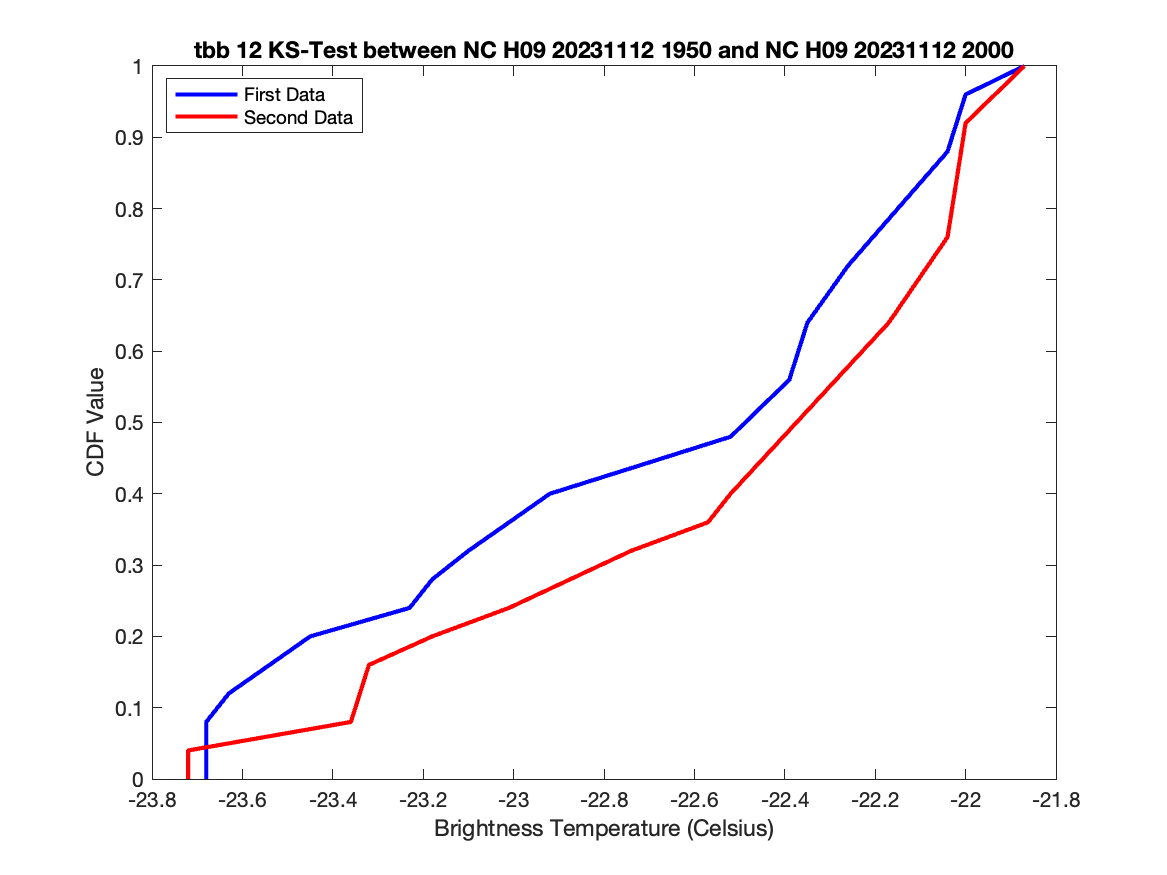 tbb 12 KS-Test between NC H09 20231112 1950 and NC H09 20231112 2000
First Data
Second Data
1
0.9
0.8
0.7
0.6
0.5
0.4
0.3
0.2
0.1
0
CDF Value
-23.8 -23.6 -23.4 -23.2 -23 -22.8 -22.6 -22.4 -22.2 -22 -21.8
Brightness Temperature (Celsius)